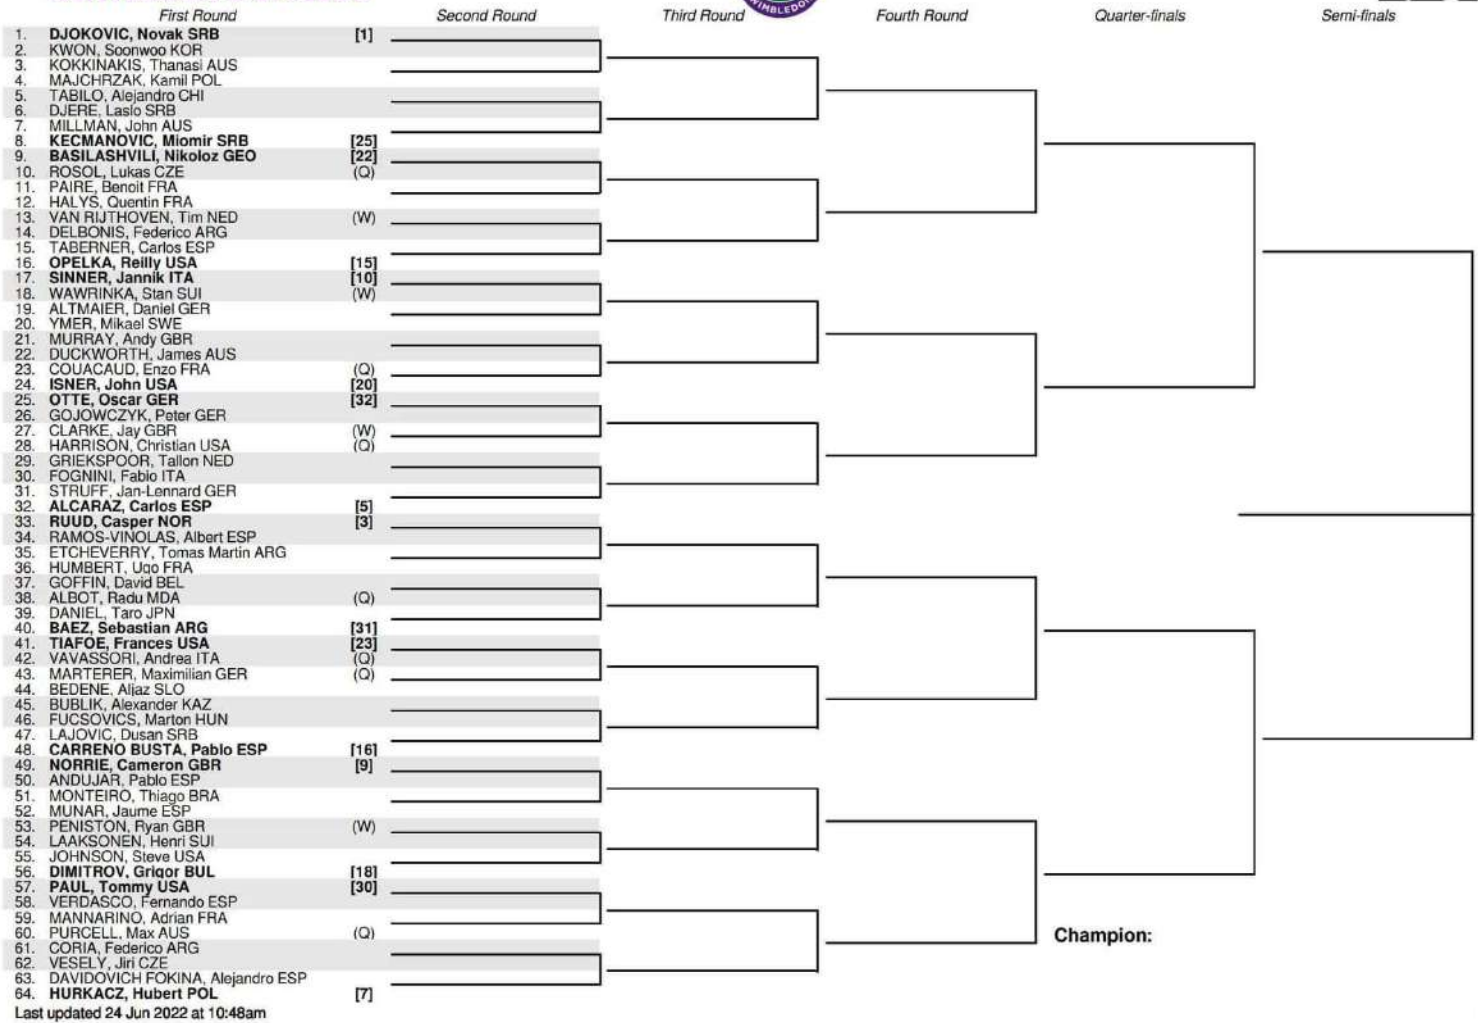 WIMBLEDON
First Round Second Round Third Round Fourth Round Quarter-finals Semi-finals
1. DJOKOVIC, Novak SRB [1]
2. KWON, Soonwoo KOR
3. KOKKINAKIS, Thanasi AUS
4. MAJCHRZAK, Kamil POL
5. TABILO, Alejandro CHI
6. DJERE, Laslo SRB
7. MILLMAN, John AUS
8. KECMANOVIC, Miomir SRB [25]
9. BASILASHVILI, Nikoloz GEO [22]
10. ROSOL, Lukas CZE (Q)
11. PAIRE, Benoit FRA
12. HALYS, Quentin FRA
13. VAN RIJTHOVEN, Tim NED (W)
14. DELBONIS, Federico ARG
15. TABERNER, Carlos ESP
16. OPELKA, Reilly USA [15]
17. SINNER, Jannik ITA [10]
18. WAWRINKA, Stan SUI (W)
19. ALTMAIER, Daniel GER
20. YMER, Mikael SWE
21. MURRAY, Andy GBR
22. DUCKWORTH, James AUS
23. COUACAUD, Enzo FRA (Q)
24. ISNER, John USA [20]
25. OTTE, Oscar GER [32]
26. GOJOWCZYK, Peter GER
27. CLARKE, Jay GBR (W)
28. HARRISON, Christian USA (Q)
29. GRIEKSPOOR, Tallon NED
30. FOGNINI, Fabio ITA
31. STRUFF, Jan-Lennard GER
32. ALCARAZ, Carlos ESP [5]
33. RUUD, Casper NOR [3]
34. RAMOS-VINOLAS, Albert ESP
35. ETCHEVERRY, Tomas Martin ARG
36. HUMBERT, Ugo FRA
37. GOFFIN, David BEL
38. ALBOT, Radu MDA (Q)
39. DANIEL, Taro JPN
40. BAEZ, Sebastian ARG [31]
41. TIAFOE, Frances USA [23]
42. VAVASSORI, Andrea ITA (Q)
43. MARTERER, Maximilian GER (Q)
44. BEDENE, Aljaz SLO
45. BUBLIK, Alexander KAZ
46. FUCSOVICS, Marton HUN
47. LAJOVIC, Dusan SRB
48. CARRENO BUSTA, Pablo ESP [16]
49. NORRIE, Cameron GBR [9]
50. ANDUJAR, Pablo ESP
51. MONTEIRO, Thiago BRA
52. MUNAR, Jaume ESP
53. PENISTON, Ryan GBR (W)
54. LAAKSONEN, Henri SUI
55. JOHNSON, Steve USA
56. DIMITROV, Grigor BUL [18]
57. PAUL, Tommy USA [30]
58. VERDASCO, Fernando ESP
59. MANNARINO, Adrian FRA
60. PURCELL, Max AUS (Q)
61. CORIA, Federico ARG
62. VESELY, Jiri CZE
63. DAVIDOVICH FOKINA, Alejandro ESP
64. HURKACZ, Hubert POL [7]
Champion:
Last updated 24 Jun 2022 at 10:48am